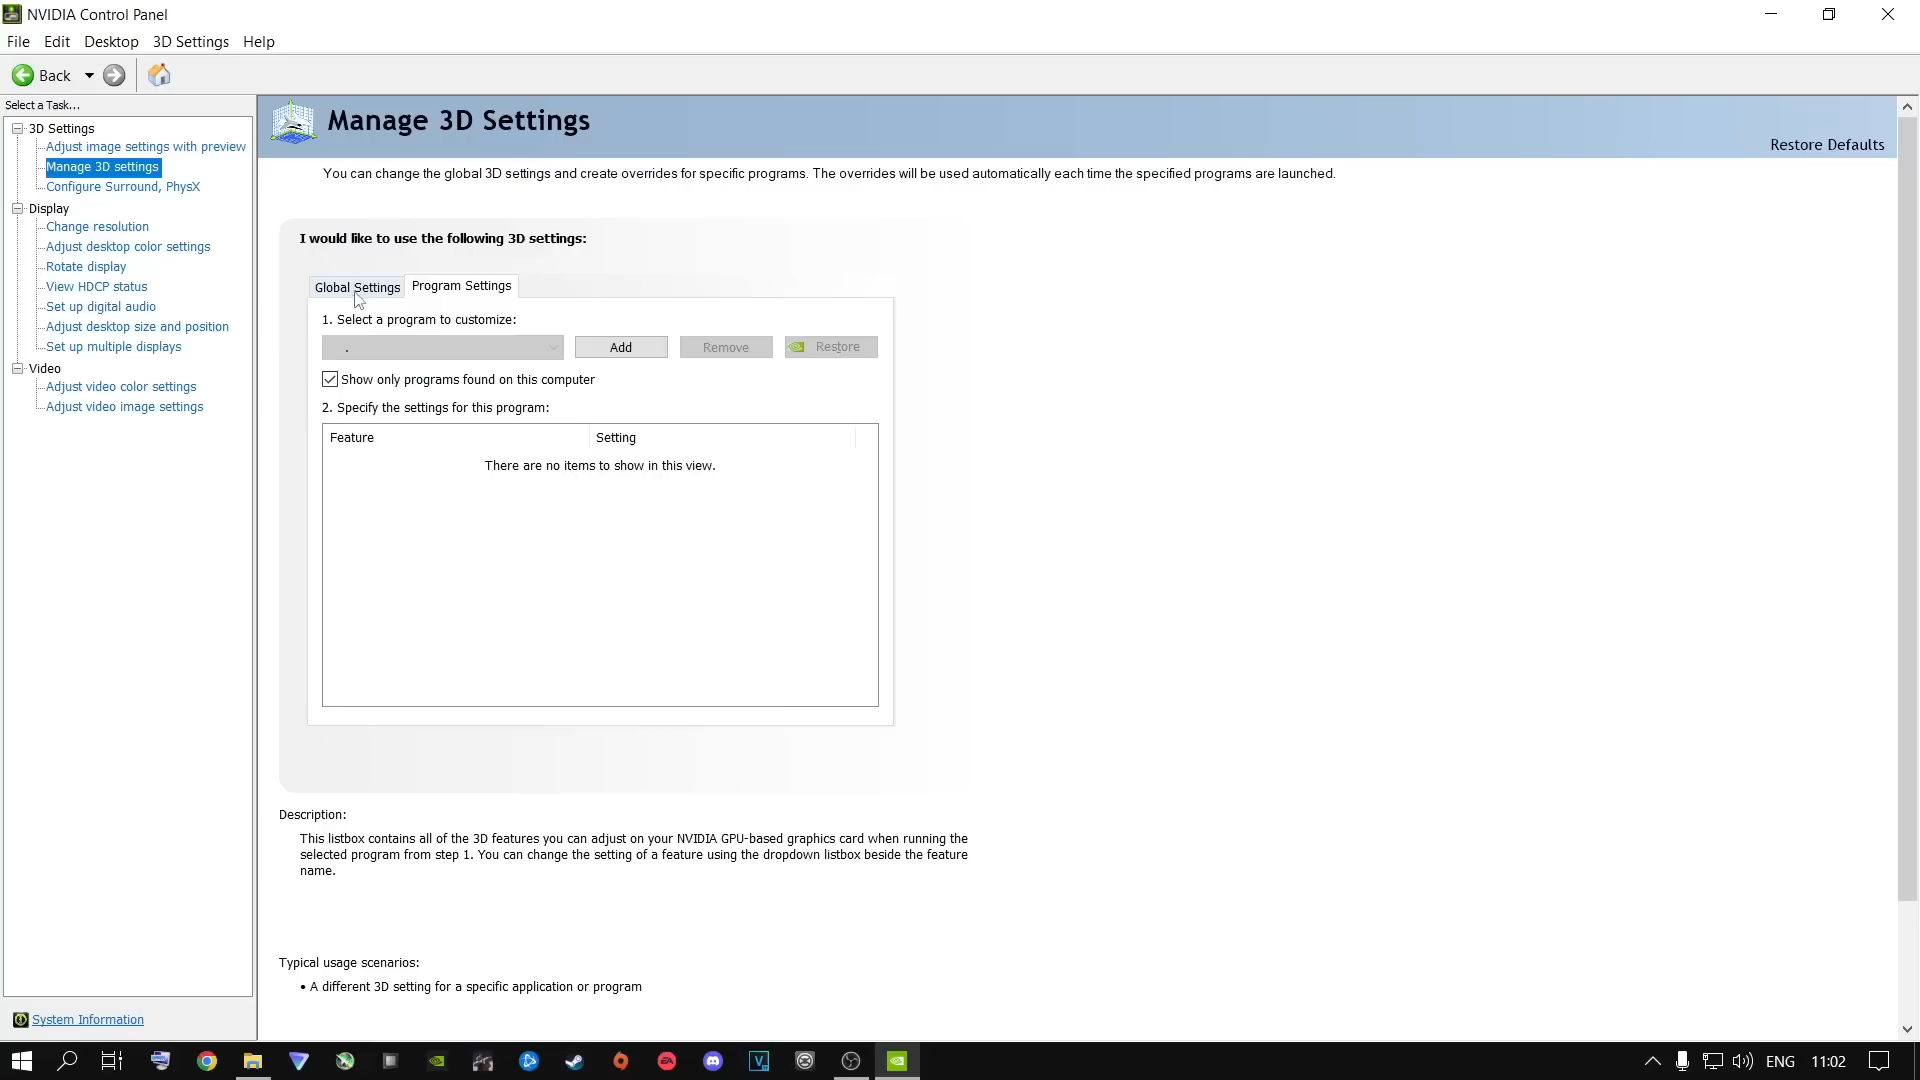 NVIDIA Control Panel
File Edit Desktop 3D Settings Help
Back
Select a Task...
3D Settings
Adjust image settings with preview
Manage 3D settings
Configure Surround, PhysX
Display
Change resolution
Adjust desktop color settings
Rotate display
View HDCP status
Set up digital audio
Adjust desktop size and position
Set up multiple displays
Video
Adjust video color settings
Adjust video image settings
System Information
Manage 3D Settings
Restore Defaults
You can change the global 3D settings and create overrides for specific programs. The overrides will be used automatically each time the specified programs are launched.
I would like to use the following 3D settings:
Global Settings Program Settings
1. Select a program to customize:
. Add Remove Restore
Show only programs found on this computer
2. Specify the settings for this program:
Feature Setting
There are no items to show in this view.
Description:
This listbox contains all of the 3D features you can adjust on your NVIDIA GPU-based graphics card when running the
selected program from step 1. You can change the setting of a feature using the dropdown listbox beside the feature
name.
Typical usage scenarios:
• A different 3D setting for a specific application or program
ENG 11:02